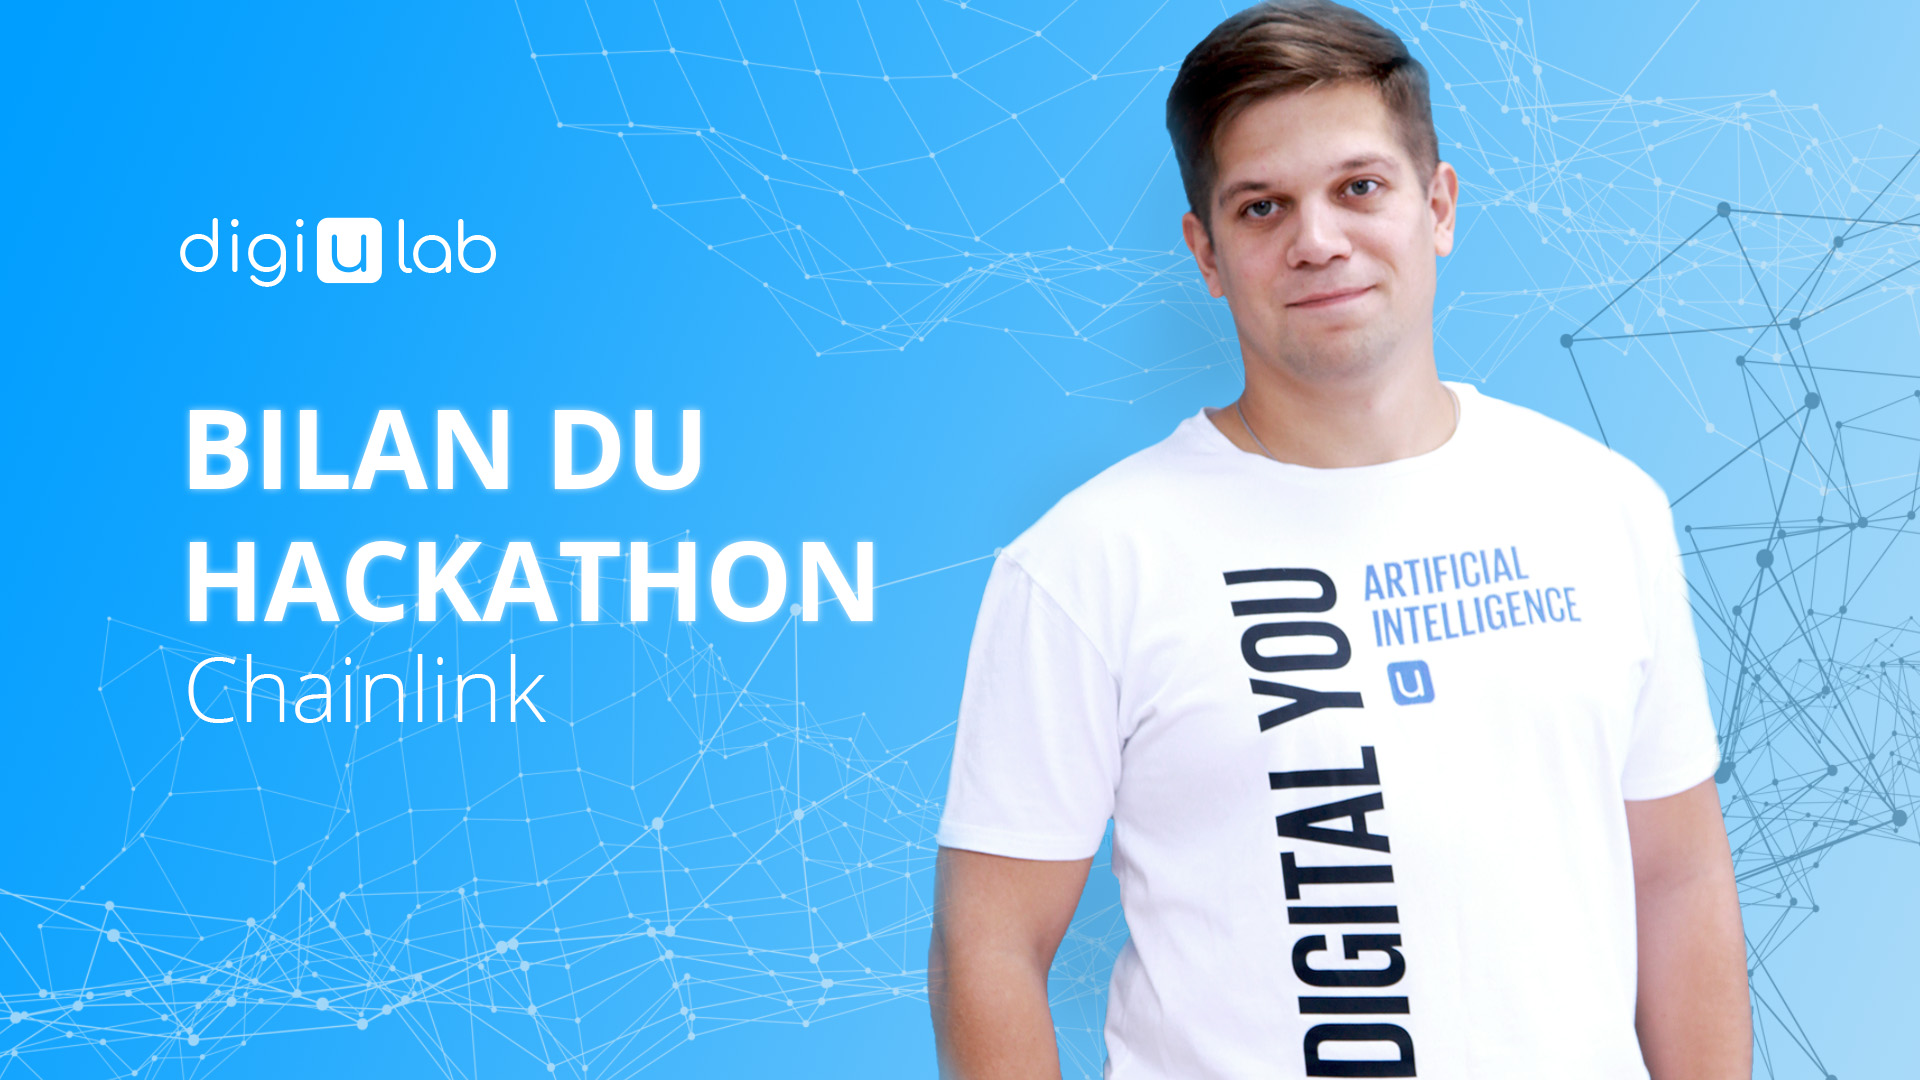 digi u lab
BILAN DU
HACKATHON
Chainlink
DIGITAL YOU
ARTIFICIAL
INTELLIGENCE
u